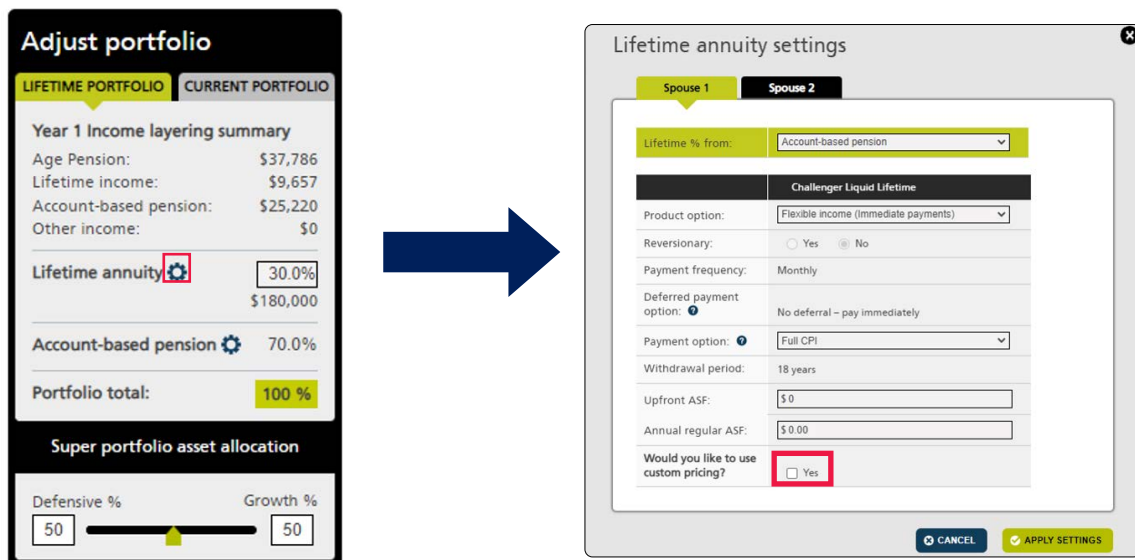 Adjust portfolio
LIFETIME PORTFOLIO CURRENT PORTFOLIO
Year 1 Income layering summary
Age Pension: $37,786
Lifetime income: $9,657
Account-based pension: $25,220
Other income: $0
Lifetime annuity 30.0%
$180,000
Account-based pension 70.0%
Portfolio total: 100 %
Super portfolio asset allocation
Defensive % Growth %
50 50
Lifetime annuity settings
Spouse 1 Spouse 2
Lifetime % from: Account-based pension
Challenger Liquid Lifetime
Product option: Flexible income (Immediate payments)
Reversionary: Yes No
Payment frequency: Monthly
Deferred payment
option: ? No deferral – pay immediately
Payment option: ? Full CPI
Withdrawal period: 18 years
Upfront ASF: $ 0
Annual regular ASF: $ 0.00
Would you like to use
custom pricing? Yes
CANCEL APPLY SETTINGS